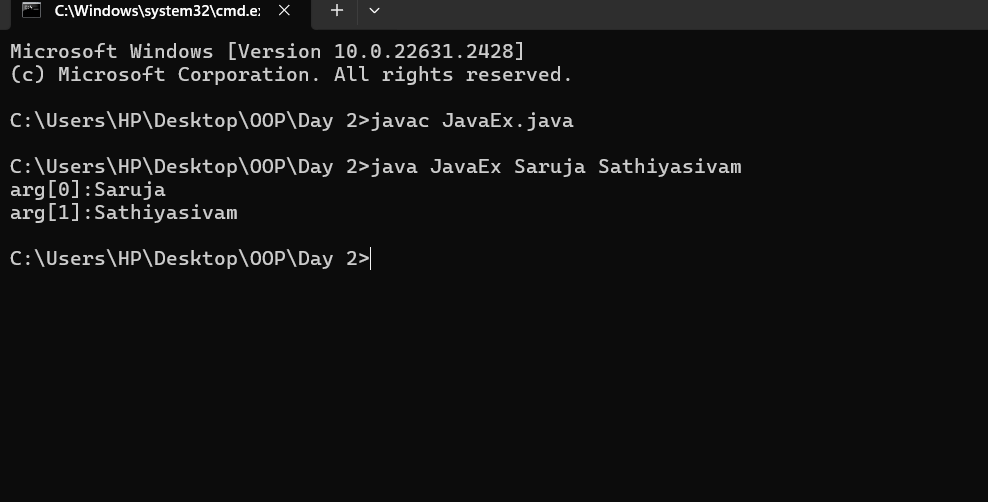 C:\Windows\system32\cmd.e
Microsoft Windows [Version 10.0.22631.2428]
(c) Microsoft Corporation. All rights reserved.
C:\Users\HP\Desktop\OOP\Day 2>javac JavaEx.java
C:\Users\HP\Desktop\OOP\Day 2>java JavaEx Saruja Sathiyasivam
arg[0]:Saruja
arg[1]:Sathiyasivam
C:\Users\HP\Desktop\OOP\Day 2>